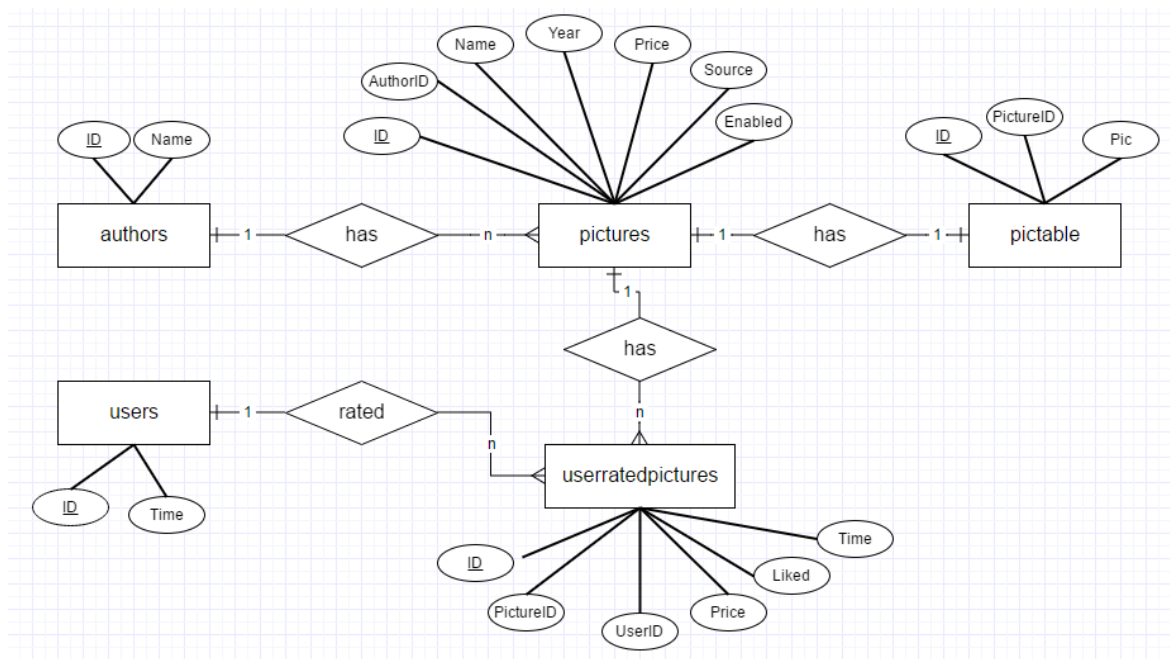 Year
Name
Price
Source
AuthorID
Enabled
PictureID
ID
Name
ID
ID
Pic
authors
1
has
n
pictures
1
has
1
pictable
1
has
users
1
rated
n
n
userratedpictures
ID
Time
Time
ID
Liked
PictureID
Price
UserID